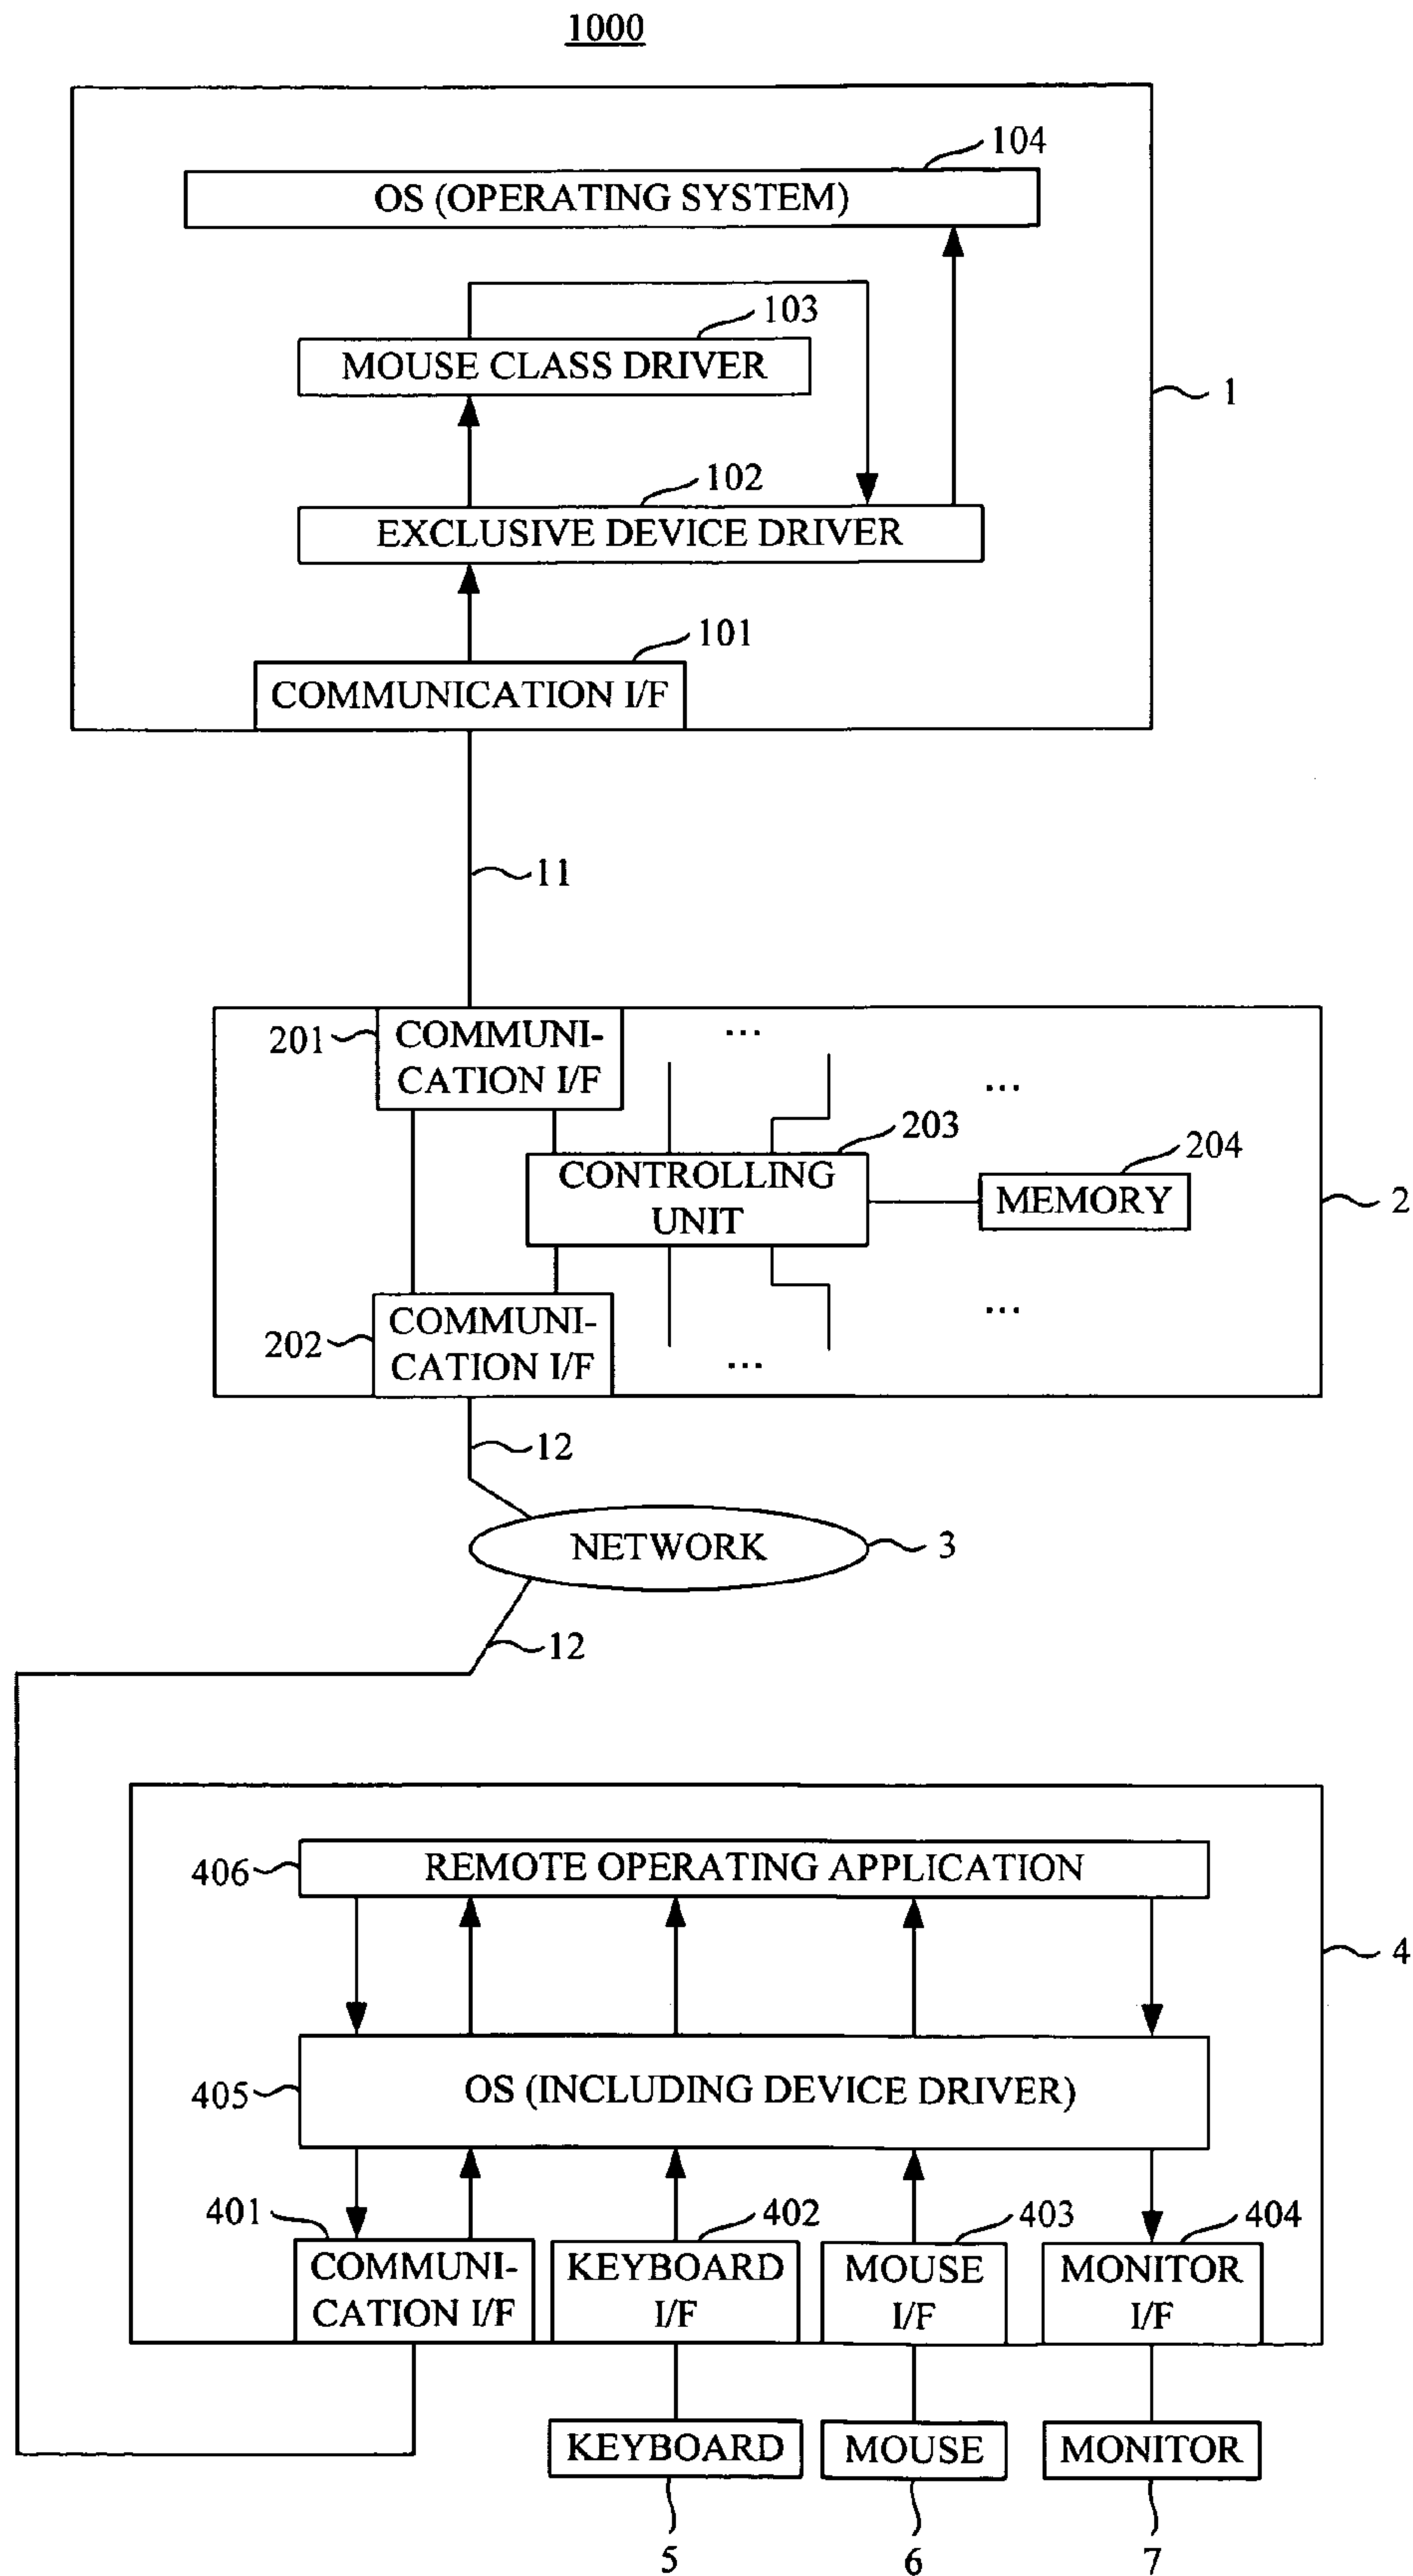 1000
104
OS (OPERATING SYSTEM)
103
MOUSE CLASS DRIVER
1
102
EXCLUSIVE DEVICE DRIVER
101
COMMUNICATION I/F
11
201
COMMUNI-
CATION I/F
...
...
203
CONTROLLING
UNIT
204
MEMORY
2
202
COMMUNI-
CATION I/F
...
...
12
NETWORK
3
12
406
REMOTE OPERATING APPLICATION
4
405
OS (INCLUDING DEVICE DRIVER)
401
402
403
404
COMMUNI-
CATION I/F
KEYBOARD
I/F
MOUSE
I/F
MONITOR
I/F
KEYBOARD
MOUSE
MONITOR
5
6
7